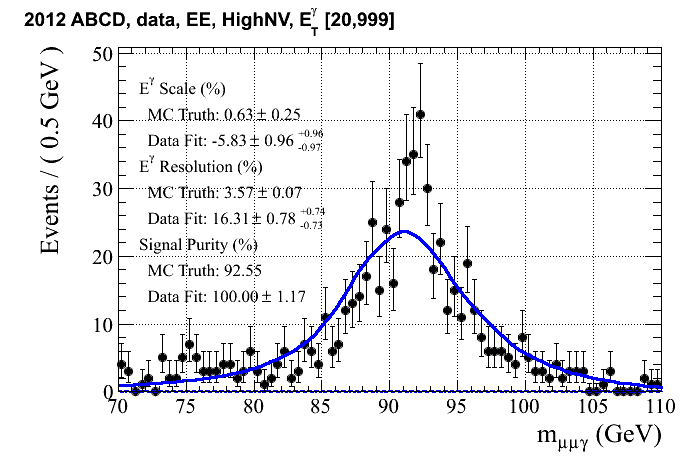 2012 ABCD, data, EE, HighNV, E_T^γ [20,999]
Events / ( 0.5 GeV )
50
40
30
20
10
0
E^γ Scale (%)
MC Truth: 0.63 ± 0.25
Data Fit: -5.83 ± 0.96 +0.96 -0.97
E^γ Resolution (%)
MC Truth: 3.57 ± 0.07
Data Fit: 16.31 ± 0.78 +0.74 -0.73
Signal Purity (%)
MC Truth: 92.55
Data Fit: 100.00 ± 1.17
70 75 80 85 90 95 100 105 110
m_μμγ (GeV)